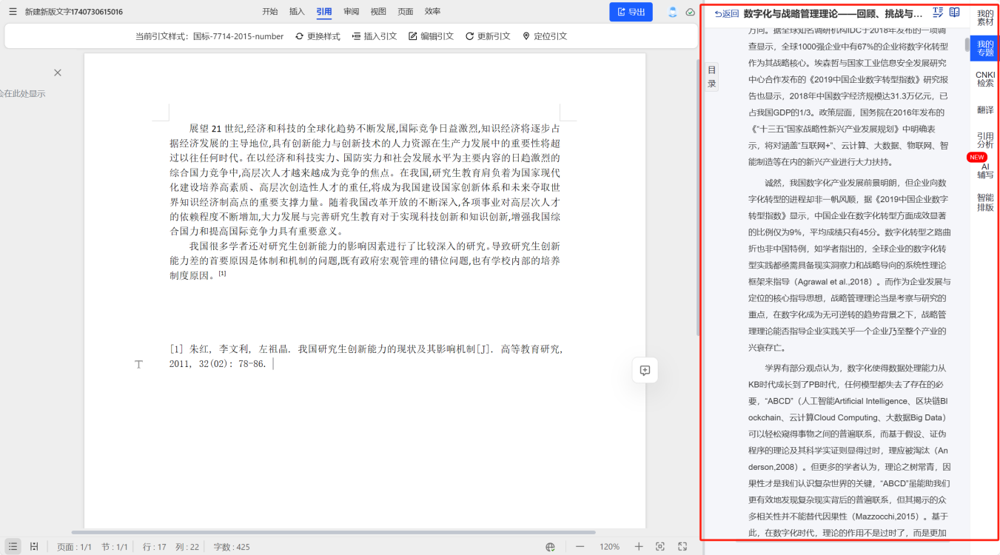 新建新版文字1740730615016
开始 插入 引用 审阅 视图 页面 效率
导出
当前引文样式: 国标-7714-2015-number 更换样式 插入引文 编辑引文 更新引文 定位引文
会在此处显示
展望 21 世纪,经济和科技的全球化趋势不断发展,国际竞争日益激烈,知识经济将逐步占
据经济发展的主导地位,具有创新能力与创新技术的人力资源在生产力发展中的重要性将超
过以往任何时代。在以经济和科技实力、国防实力和社会发展水平为主要内容的日趋激烈的
综合国力竞争中,高层次人才越来越成为竞争的焦点。在我国,研究生教育肩负着为国家现代
化建设培养高素质、高层次创造性人才的重任,将成为我国建设国家创新体系和未来夺取世
界知识经济制高点的重要支撑力量。随着我国改革开放的不断深入,各项事业对高层次人才
的依赖程度不断增加,大力发展与完善研究生教育对于实现科技创新和知识创新,增强我国综
合国力和提高国际竞争力具有重要意义。
我国很多学者还对研究生创新能力的影响因素进行了比较深入的研究。导致研究生创新
能力差的首要原因是体制和机制的问题,既有政府宏观管理的错位问题,也有学校内部的培养
制度原因。[1]
[1] 朱红, 李文利, 左祖晶. 我国研究生创新能力的现状及其影响机制[J]. 高等教育研究,
2011, 32(02): 78-86.
页面 : 1/1 节 : 1/1 行 : 17 列 : 22 字数 : 425
120%
返回 数字化与战略管理理论——回顾、挑战与...
目
录
方向。据全球知名调研机构IDC于2018年发布的一项调
查显示，全球1000强企业中有67%的企业将数字化转型
作为其战略核心。埃森哲与国家工业信息安全发展研究
中心合作发布的《2019中国企业数字转型指数》研究报
告也显示，2018年中国数字经济规模达31.3万亿元，已
占我国GDP的1/3。政策层面，国务院在2016年发布的
《“十三五”国家战略性新兴产业发展规划》中明确表
示，将对涵盖“互联网+”、云计算、大数据、物联网、智
能制造等在内的新兴产业进行大力扶持。
诚然，我国数字化产业发展前景明朗，但企业向数
字化转型的进程却非一帆风顺，据《2019中国企业数字
转型指数》显示，中国企业在数字化转型方面成效显著
的比例仅为9%，平均成绩只有45分。数字化转型之路曲
折也非中国特例，如学者指出的，全球企业的数字化转
型实践都亟需具备现实洞察力和战略导向的系统性理论
框架来指导（Agrawal et al.,2018）。而作为企业发展与
定位的核心指导思想，战略管理理论当是考察与研究的
重点，在数字化成为无可逆转的趋势背景之下，战略管
理理论能否指导企业实践关乎一个企业乃至整个产业的
兴衰存亡。
学界有部分观点认为，数字化使得数据处理能力从
KB时代成长到了PB时代，任何模型都失去了存在的必
要，“ABCD”（人工智能Artificial Intelligence、区块链Bl
ockchain、云计算Cloud Computing、大数据Big Data）
可以轻松窥得事物之间的普遍联系，而基于假设、证伪
程序的理论及其科学实证则显得过时，理应被淘汰（An
derson,2008）。但更多的学者认为，理论之树常青，因
果性才是我们认识复杂世界的关键，“ABCD”虽能助我们
更有效地发现复杂现实背后的普遍联系，但其揭示的众
多相关性并不能替代因果性（Mazzocchi,2015）。基于
此，在数字化时代，理论的作用不是过时了，而是更加
我的
素材
我的
专题
CNKI
检索
翻译
引用
分析
NEW
AI
辅写
智能
排版